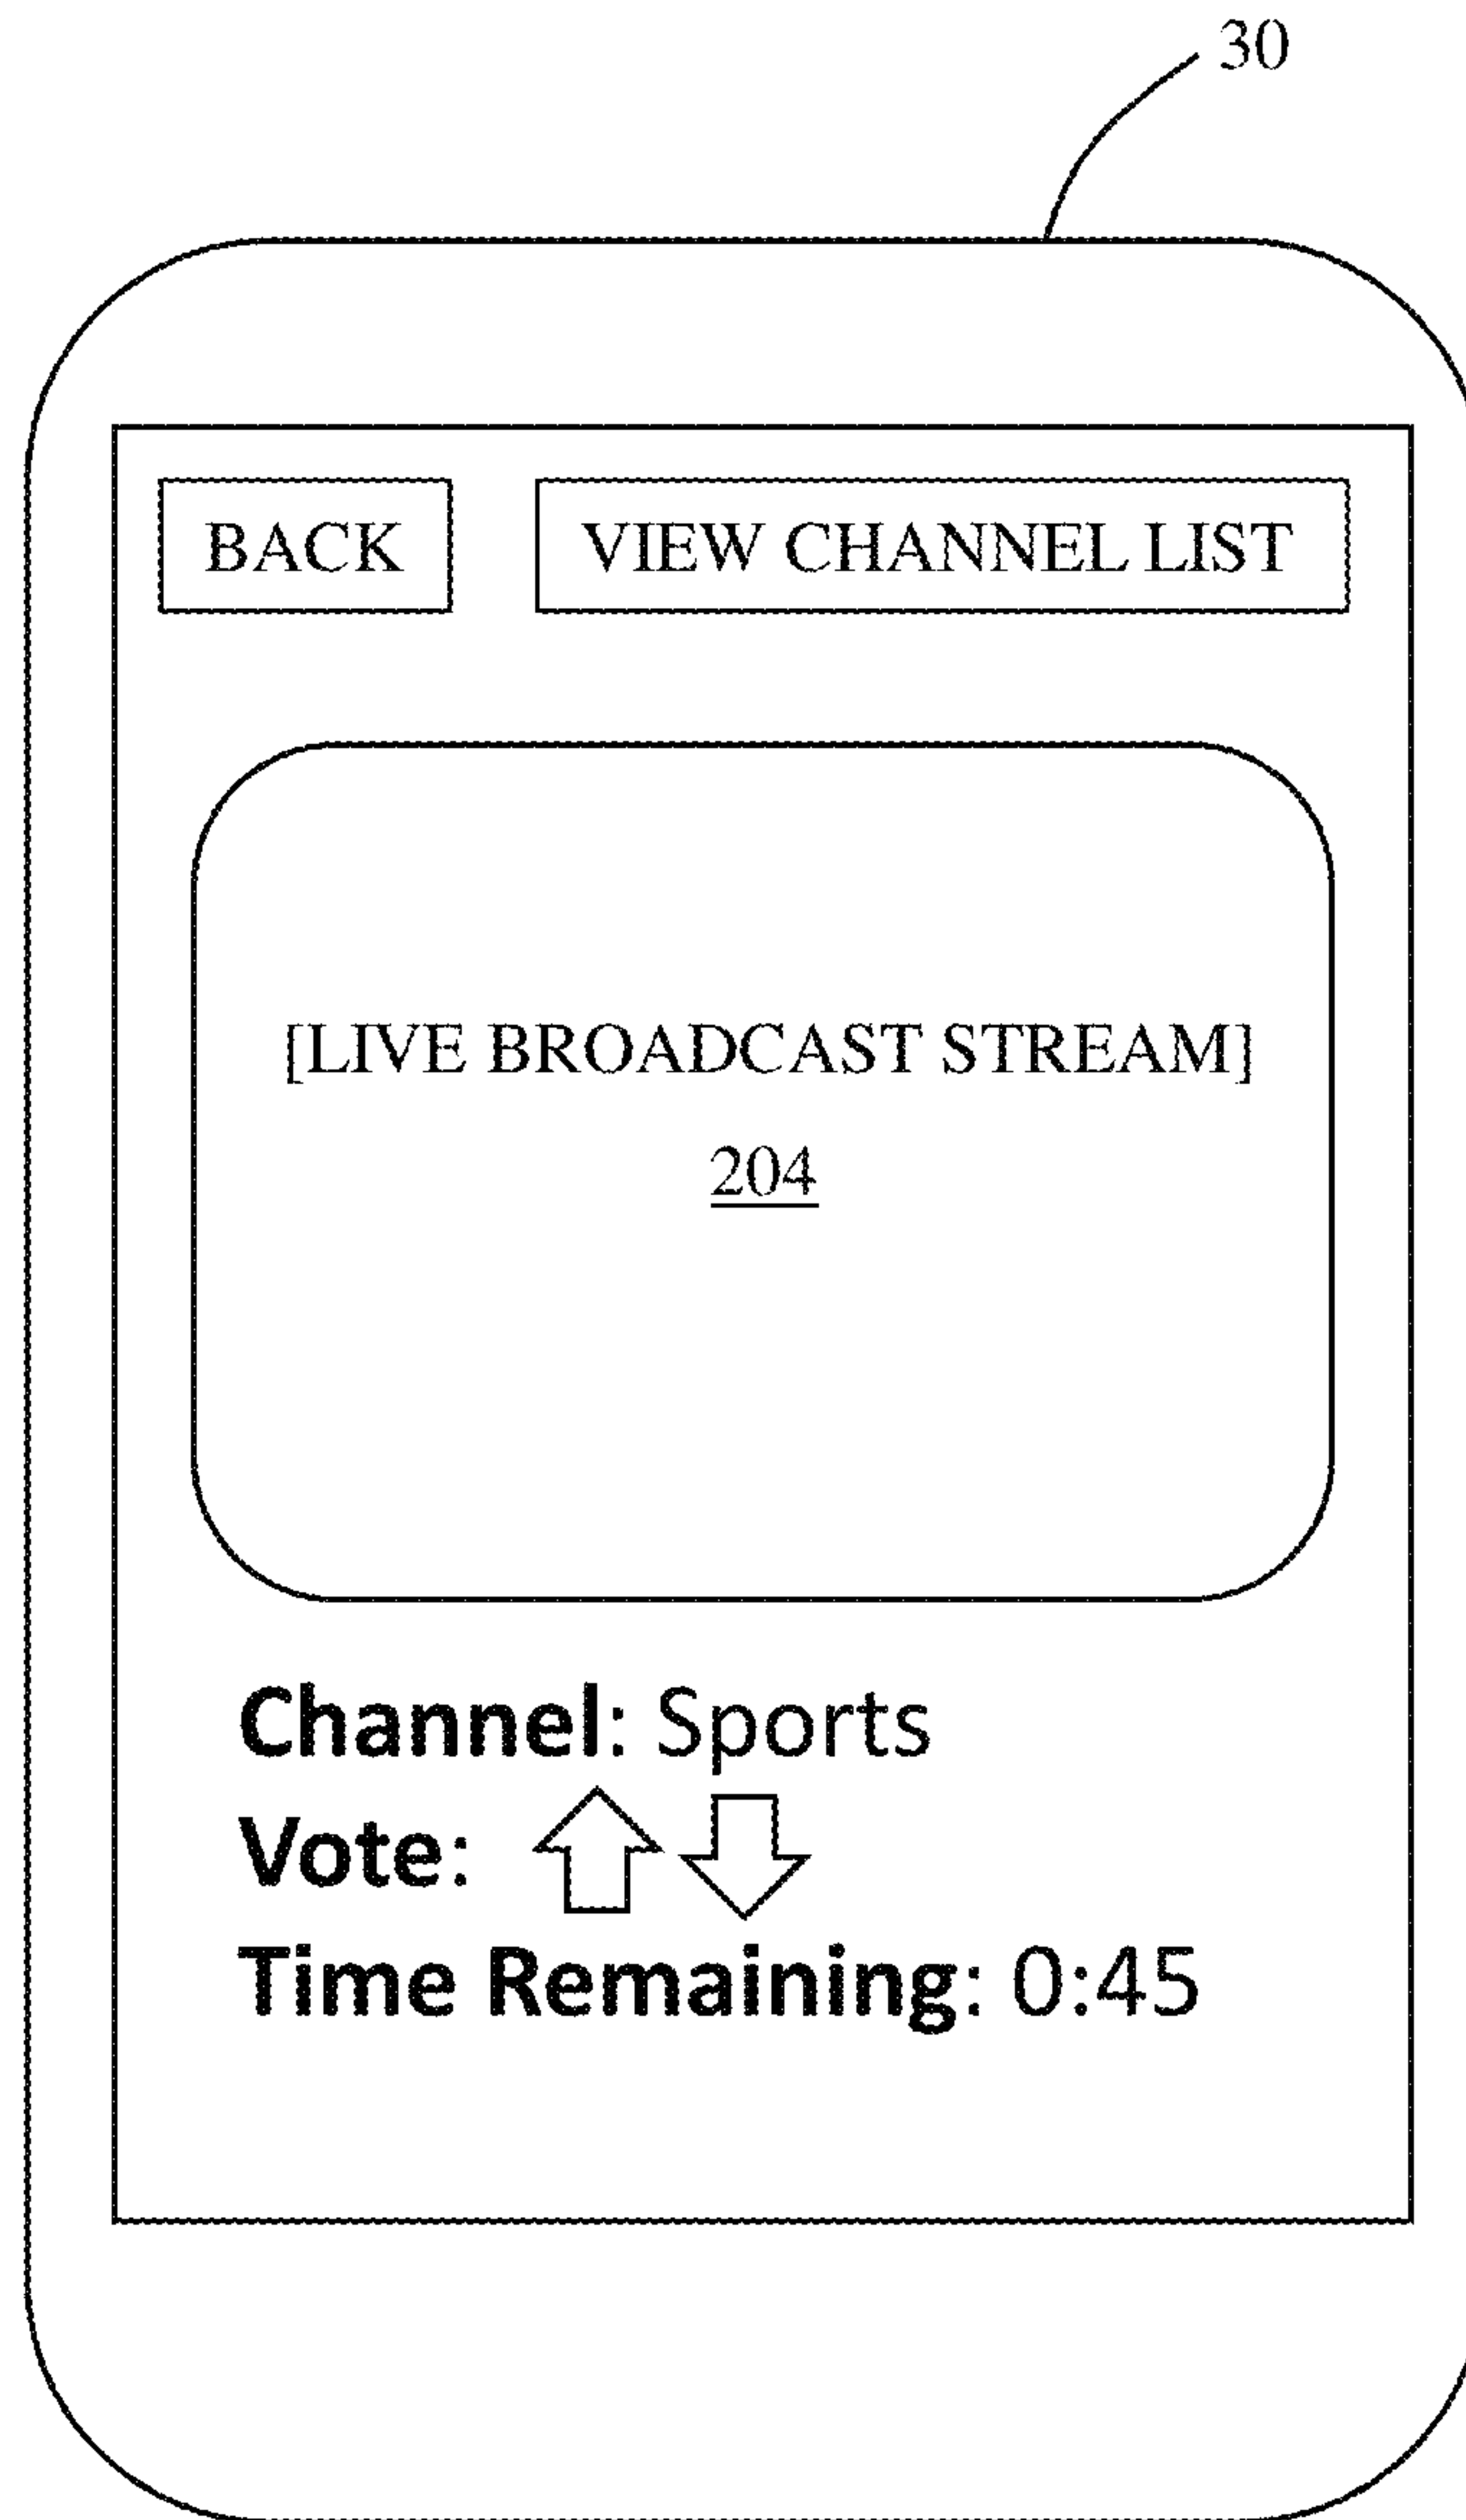 30
BACK VIEW CHANNEL LIST
[LIVE BROADCAST STREAM]
204
Channel: Sports
Vote:
Time Remaining: 0:45